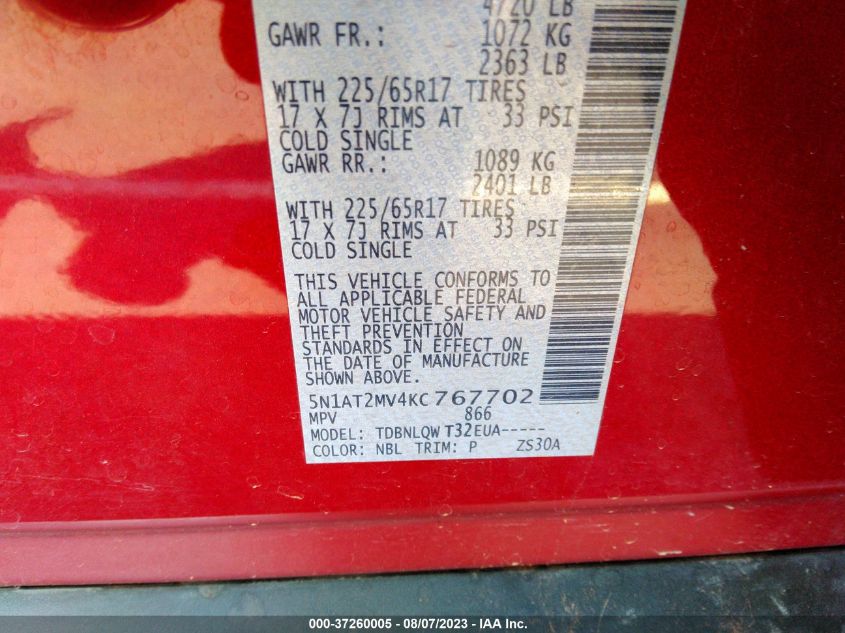 4720 LB
GAWR FR.: 1072 KG
2363 LB
WITH 225/65R17 TIRES
17 X 7J RIMS AT 33 PSI
COLD SINGLE
GAWR RR.: 1089 KG
2401 LB
WITH 225/65R17 TIRES
17 X 7J RIMS AT 33 PSI
COLD SINGLE
THIS VEHICLE CONFORMS TO
ALL APPLICABLE FEDERAL
MOTOR VEHICLE SAFETY AND
THEFT PREVENTION
STANDARDS IN EFFECT ON
THE DATE OF MANUFACTURE
SHOWN ABOVE.
5N1AT2MV4KC767702
MPV 866
MODEL: TDBNLQW T32EUA-----
COLOR: NBL TRIM: P ZS30A
000-37260005 - 08/07/2023 - IAA Inc.